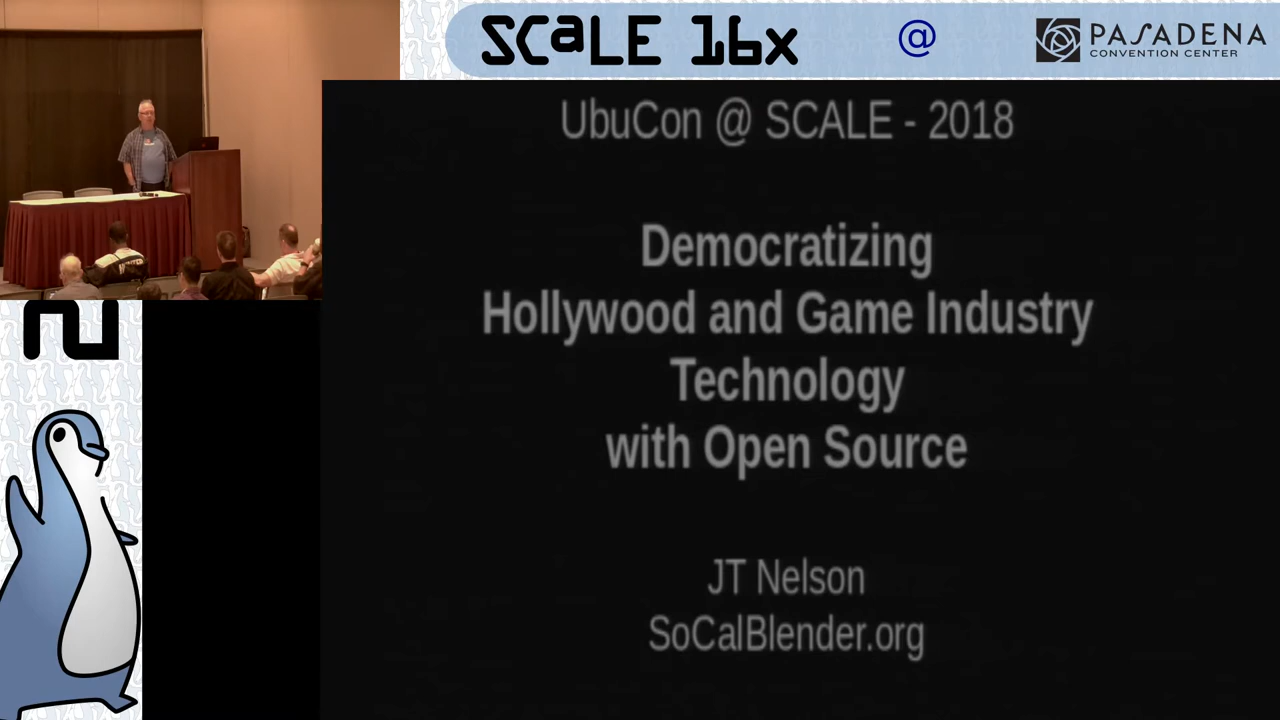 SCaLE 16x
@
PASADENA
CONVENTION CENTER
UbuCon @ SCALE - 2018
Democratizing
Hollywood and Game Industry
Technology
with Open Source
JT Nelson
SoCalBlender.org